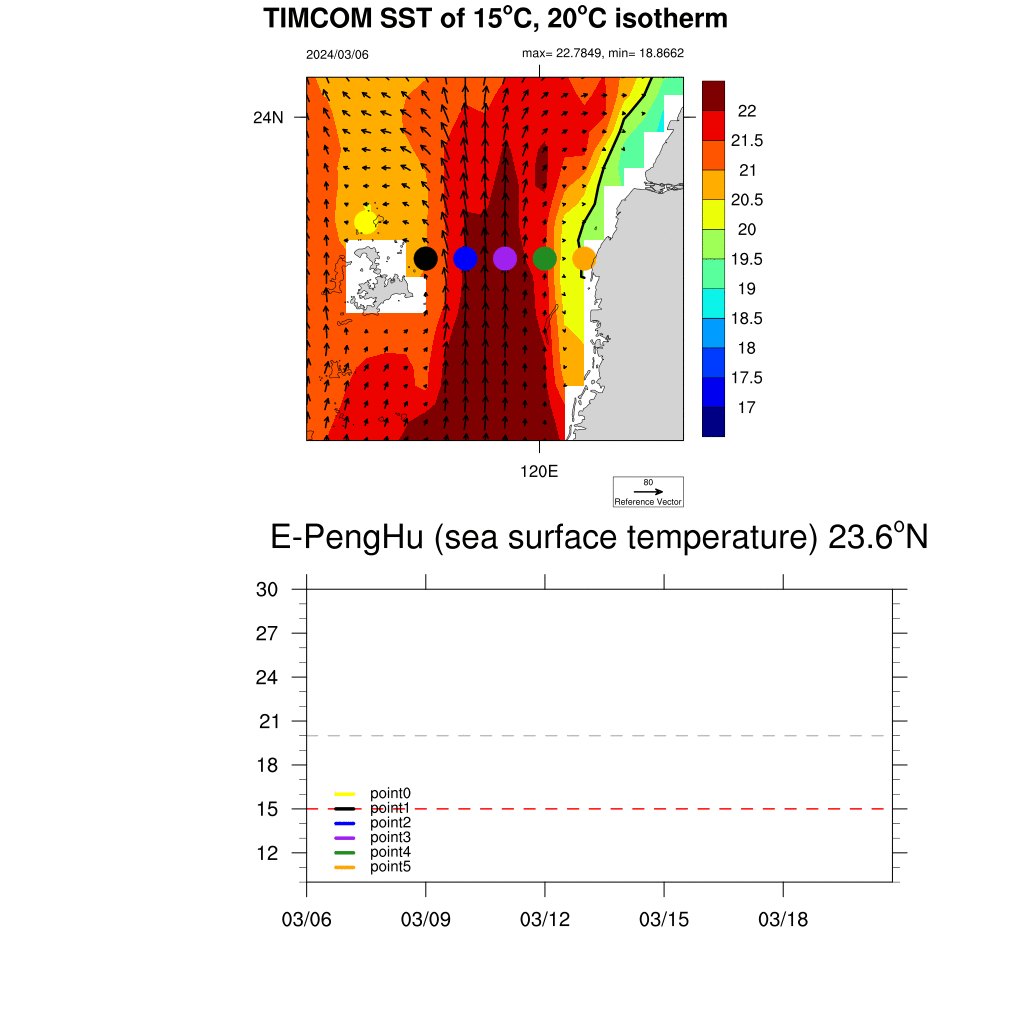 TIMCOM SST of 15°C, 20°C isotherm
2024/03/06
max= 22.7849, min= 18.8662
24N
120E
22
21.5
21
20.5
20
19.5
19
18.5
18
17.5
17
80
Reference Vector
E-PengHu (sea surface temperature) 23.6°N
30
27
24
21
18
15
12
point0
point1
point2
point3
point4
point5
03/06 03/09 03/12 03/15 03/18